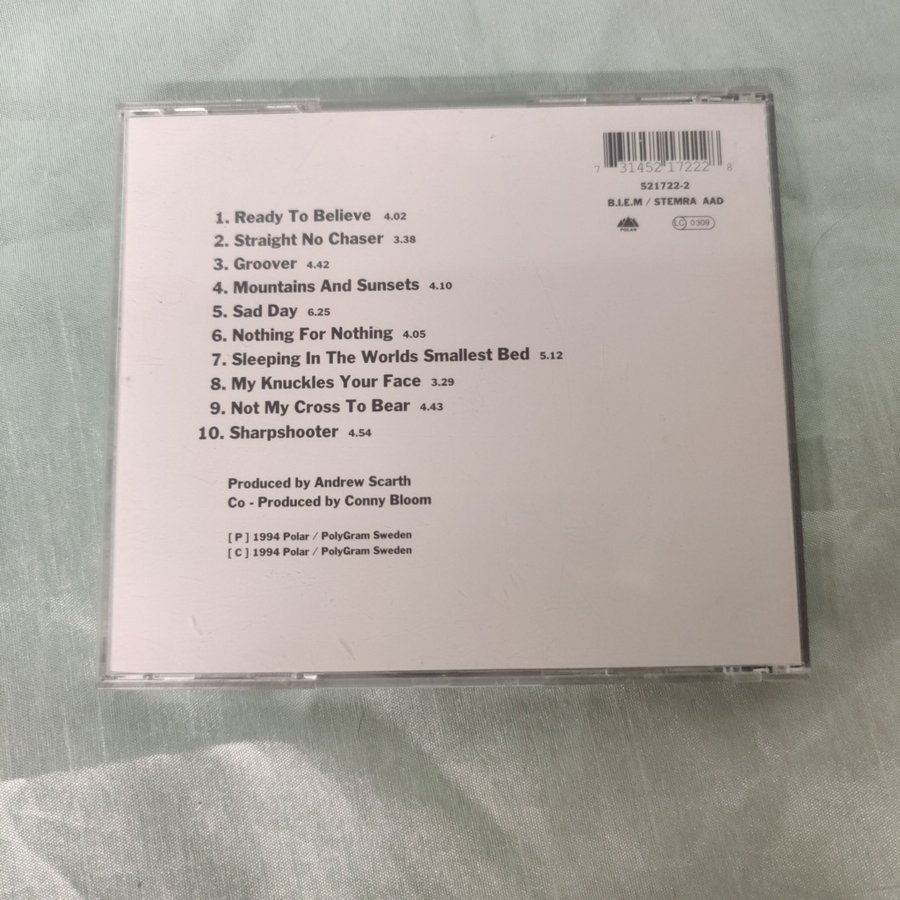 7 31452 17222 8
521722-2
B.I.E.M / STEMRA AAD
POLAR
LC 0309
1. Ready To Believe 4.02
2. Straight No Chaser 3.38
3. Groover 4.42
4. Mountains And Sunsets 4.10
5. Sad Day 6.25
6. Nothing For Nothing 4.05
7. Sleeping In The Worlds Smallest Bed 5.12
8. My Knuckles Your Face 3.29
9. Not My Cross To Bear 4.43
10. Sharpshooter 4.54
Produced by Andrew Scarth
Co - Produced by Conny Bloom
[ P ] 1994 Polar / PolyGram Sweden
[ C ] 1994 Polar / PolyGram Sweden